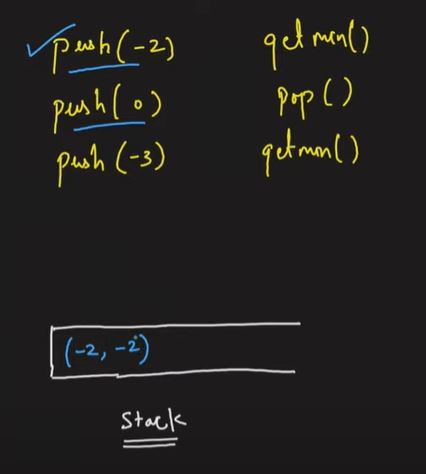 push(-2)
push(0)
push(-3)
getmin()
pop()
getmin()
(-2, -2)
Stack